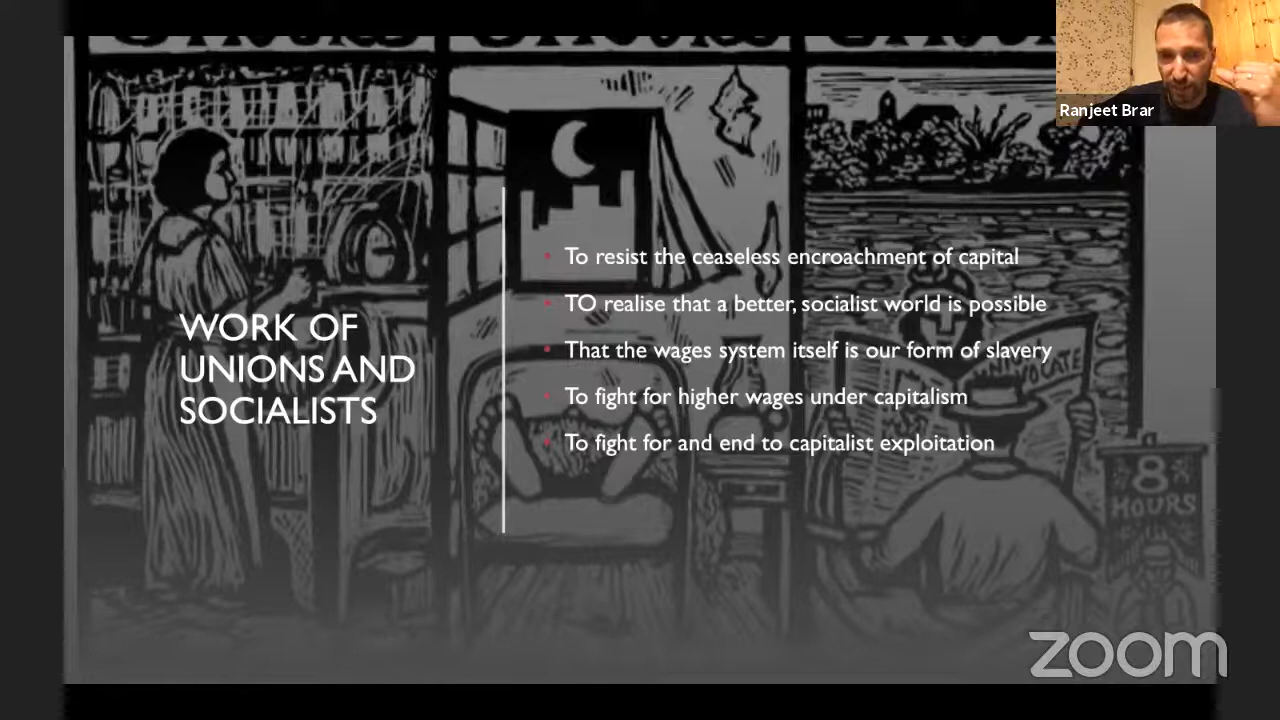 Ranjeet Brar
WORK OF
UNIONS AND
SOCIALISTS
• To resist the ceaseless encroachment of capital
• TO realise that a better, socialist world is possible
• That the wages system itself is our form of slavery
• To fight for higher wages under capitalism
• To fight for and end to capitalist exploitation
8
HOURS
zoom